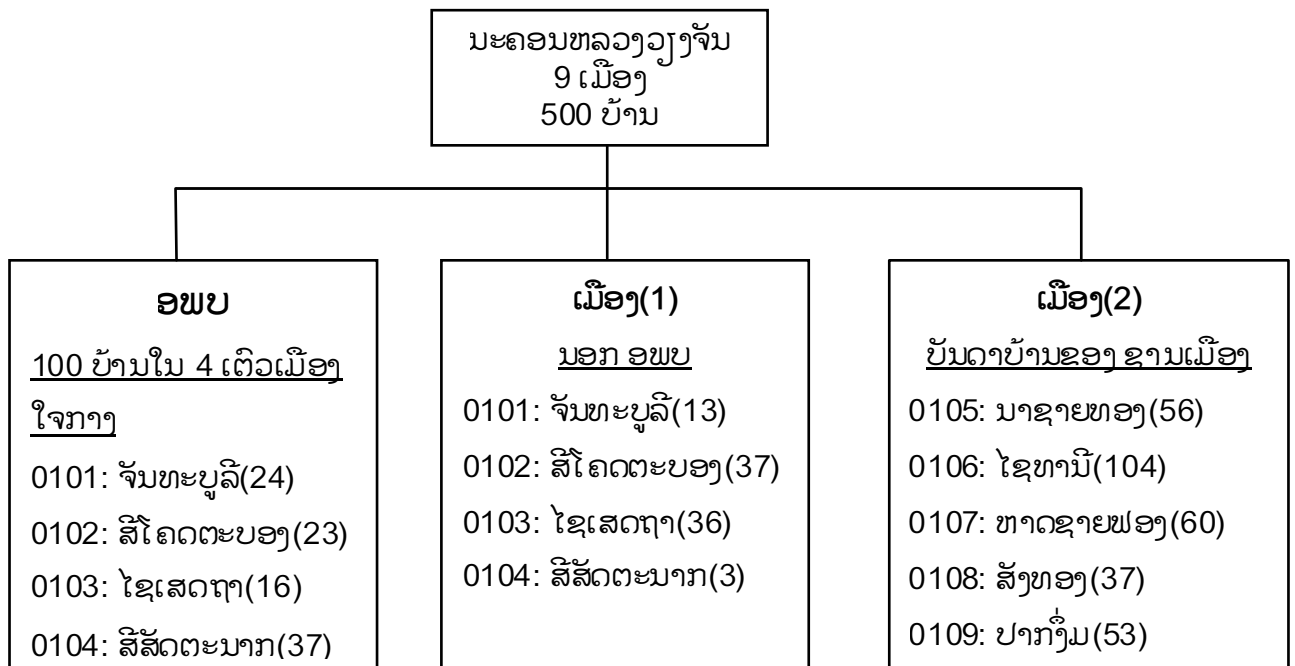 ນະຄອນຫລວງວຽງຈັນ
9 ເມືອງ
500 ບ້ານ
ອພບ
100 ບ້ານໃນ 4 ເຕົວເມືອງ
ໃຈກາງ
0101: ຈັນທະບູລີ(24)
0102: ສີໂຄດຕະບອງ(23)
0103: ໄຊເສດຖາ(16)
0104: ສີສັດຕະນາກ(37)
ເມືອງ(1)
ນອກ ອພບ
0101: ຈັນທະບູລີ(13)
0102: ສີໂຄດຕະບອງ(37)
0103: ໄຊເສດຖາ(36)
0104: ສີສັດຕະນາກ(3)
ເມືອງ(2)
ບັນດາບ້ານຂອງ ຊານເມືອງ
0105: ນາຊາຍທອງ(56)
0106: ໄຊທານີ(104)
0107: ຫາດຊາຍຟອງ(60)
0108: ສັງທອງ(37)
0109: ປາກງຶ່ມ(53)